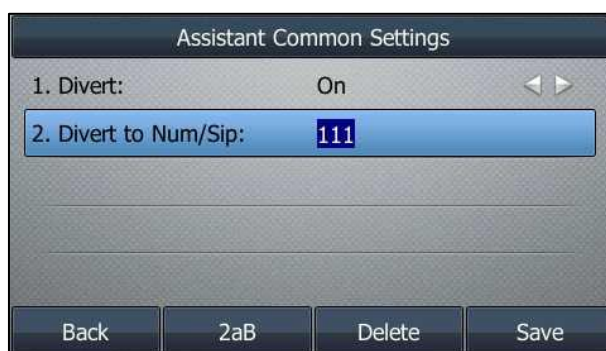 Assistant Common Settings
1. Divert: On
2. Divert to Num/Sip: 111
Back 2aB Delete Save